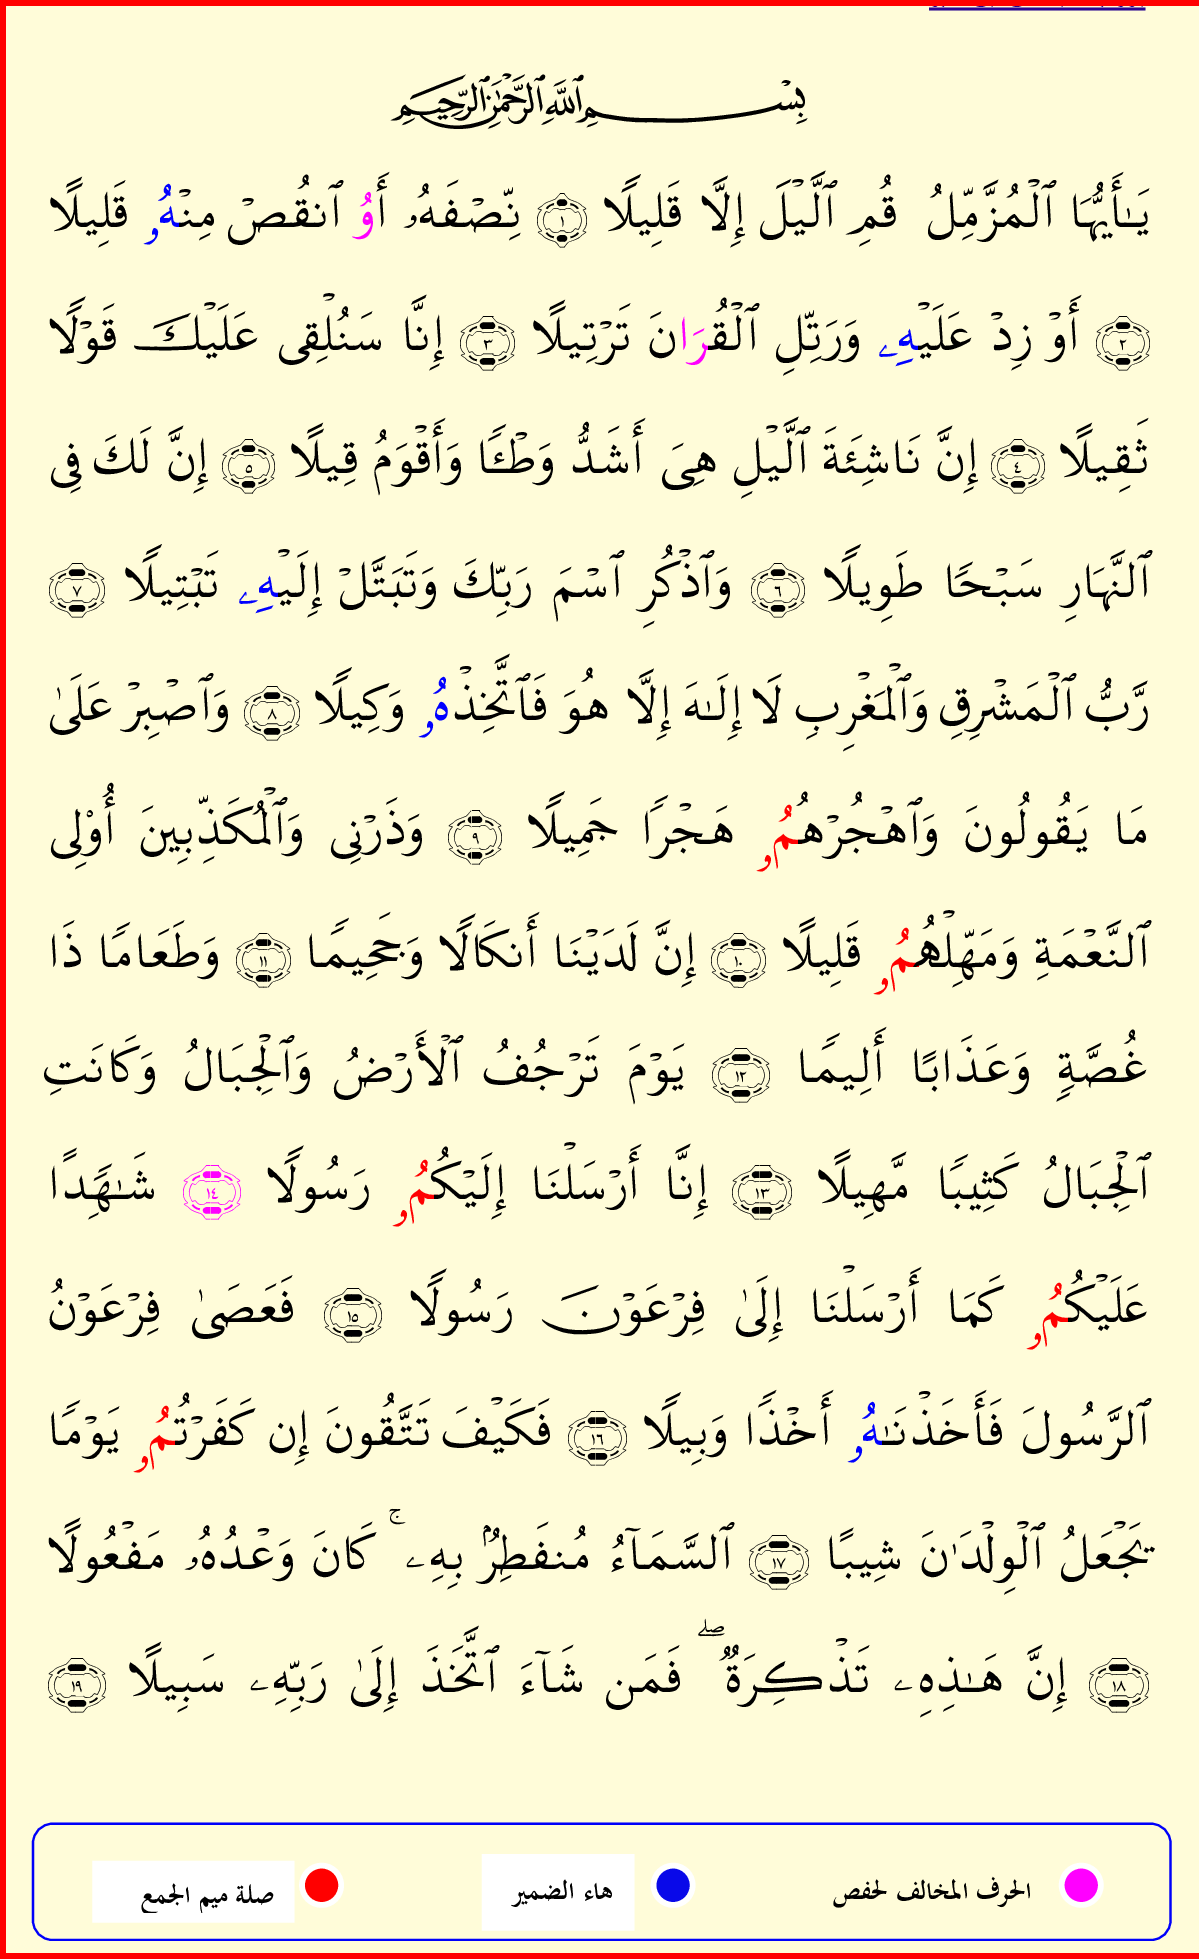 بِسْمِ ٱللَّهِ ٱلرَّحْمَٰنِ ٱلرَّحِيمِ
يَـٰٓأَيُّهَا ٱلْمُزَّمِّلُ قُمِ ٱلَّيْلَ إِلَّا قَلِيلًا ١ نِّصْفَهُۥ أَوُ ٱنقُصْ مِنْهُۥ قَلِيلًا
٢ أَوْ زِدْ عَلَيْهِۦ وَرَتِّلِ ٱلْقُرَانَ تَرْتِيلًا ٣ إِنَّا سَنُلْقِى عَلَيْكَ قَوْلًا
ثَقِيلًا ٤ إِنَّ نَاشِئَةَ ٱلَّيْلِ هِىَ أَشَدُّ وَطْـًٔا وَأَقْوَمُ قِيلًا ٥ إِنَّ لَكَ فِى
ٱلنَّهَارِ سَبْحًا طَوِيلًا ٦ وَٱذْكُرِ ٱسْمَ رَبِّكَ وَتَبَتَّلْ إِلَيْهِۦ تَبْتِيلًا ٧
رَّبُّ ٱلْمَشْرِقِ وَٱلْمَغْرِبِ لَا إِلَـٰهَ إِلَّا هُوَ فَٱتَّخِذْهُۥ وَكِيلًا ٨ وَٱصْبِرْ عَلَىٰ
مَا يَقُولُونَ وَٱهْجُرْهُمُۥ هَجْرًا جَمِيلًا ٩ وَذَرْنِى وَٱلْمُكَذِّبِينَ أُوْلِى
ٱلنَّعْمَةِ وَمَهِّلْهُمُۥ قَلِيلًا ١٠ إِنَّ لَدَيْنَا أَنكَالًا وَجَحِيمًا ١١ وَطَعَامًا ذَا
غُصَّةٍ وَعَذَابًا أَلِيمًا ١٢ يَوْمَ تَرْجُفُ ٱلْأَرْضُ وَٱلْجِبَالُ وَكَانَتِ
ٱلْجِبَالُ كَثِيبًا مَّهِيلًا ١٣ إِنَّا أَرْسَلْنَا إِلَيْكُمُۥ رَسُولًا ١٤ شَـٰهِدًا
عَلَيْكُمُۥ كَمَا أَرْسَلْنَا إِلَىٰ فِرْعَوْنَ رَسُولًا ١٥ فَعَصَىٰ فِرْعَوْنُ
ٱلرَّسُولَ فَأَخَذْنَـٰهُۥ أَخْذًا وَبِيلًا ١٦ فَكَيْفَ تَتَّقُونَ إِن كَفَرْتُمُۥ يَوْمًا
يَجْعَلُ ٱلْوِلْدَٰنَ شِيبًا ١٧ ٱلسَّمَآءُ مُنفَطِرٌۢ بِهِۦ ۚ كَانَ وَعْدُهُۥ مَفْعُولًا
١٨ إِنَّ هَـٰذِهِۦ تَذْكِرَةٌ ۖ فَمَن شَآءَ ٱتَّخَذَ إِلَىٰ رَبِّهِۦ سَبِيلًا ١٩
الحرف المخالف لحفص هاء الضمير صلة ميم الجمع